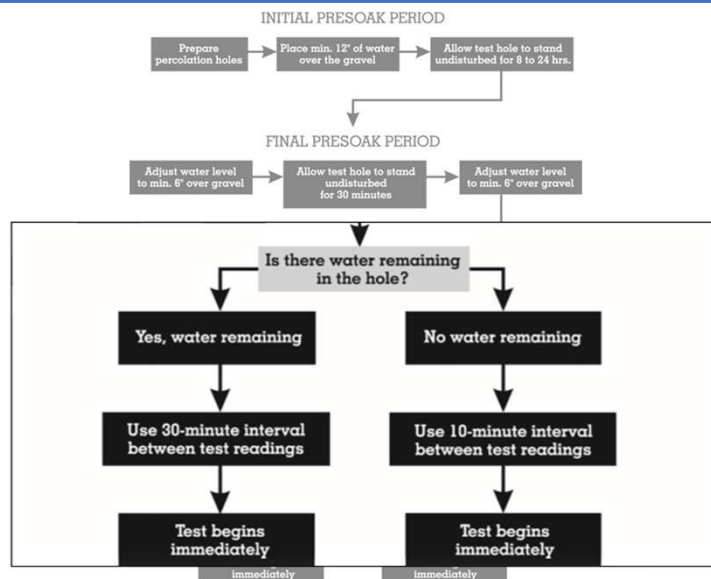 INITIAL PRESOAK PERIOD
Prepare
percolation holes
Place min. 12" of water
over the gravel
Allow test hole to stand
undisturbed for 8 to 24 hrs.
FINAL PRESOAK PERIOD
Adjust water level
to min. 6" over gravel
Allow test hole to stand
undisturbed
for 30 minutes
Adjust water level
to min. 6" over gravel
Is there water remaining
in the hole?
Yes, water remaining
No water remaining
Use 30-minute interval
between test readings
Use 10-minute interval
between test readings
Test begins
immediately
Test begins
immediately
immediately
immediately